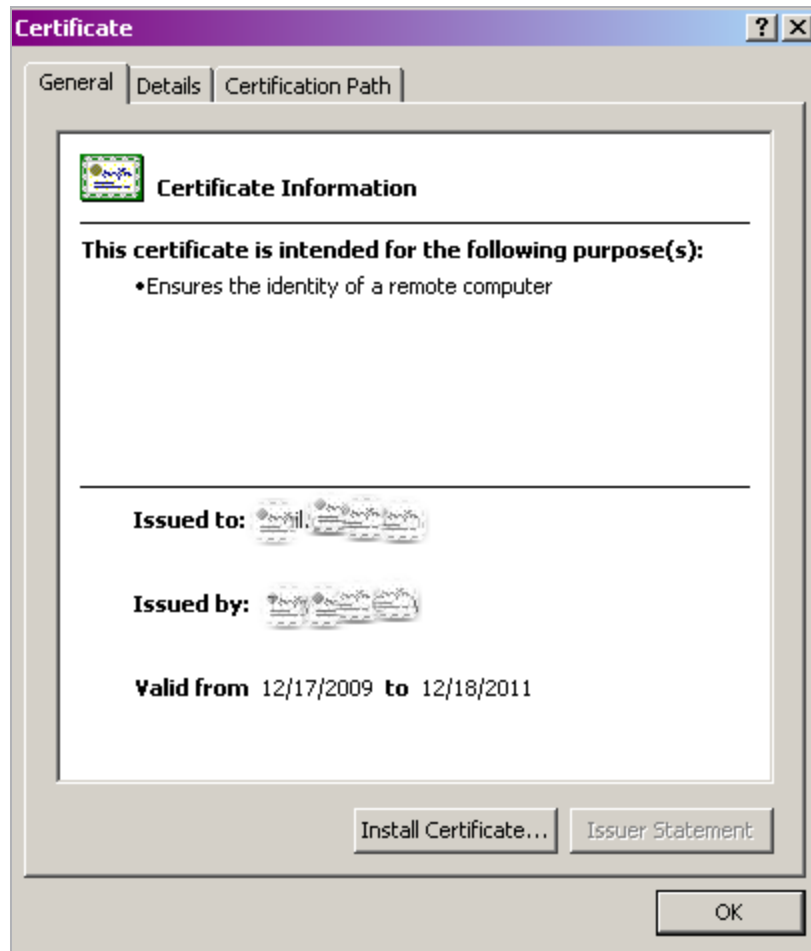 Certificate
General Details Certification Path
Certificate Information
This certificate is intended for the following purpose(s):
•Ensures the identity of a remote computer
Issued to:
Issued by:
Valid from 12/17/2009 to 12/18/2011
Install Certificate... Issuer Statement
OK